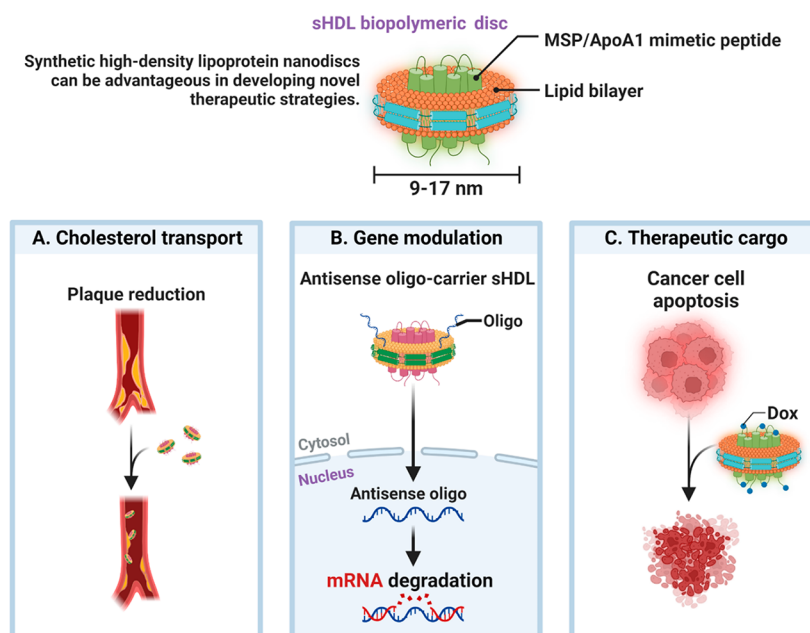 sHDL biopolymeric disc
Synthetic high-density lipoprotein nanodiscs
can be advantageous in developing novel
therapeutic strategies.
MSP/ApoA1 mimetic peptide
Lipid bilayer
9-17 nm
A. Cholesterol transport
Plaque reduction
B. Gene modulation
Antisense oligo-carrier sHDL
Oligo
Cytosol
Nucleus
Antisense oligo
mRNA degradation
C. Therapeutic cargo
Cancer cell
apoptosis
Dox